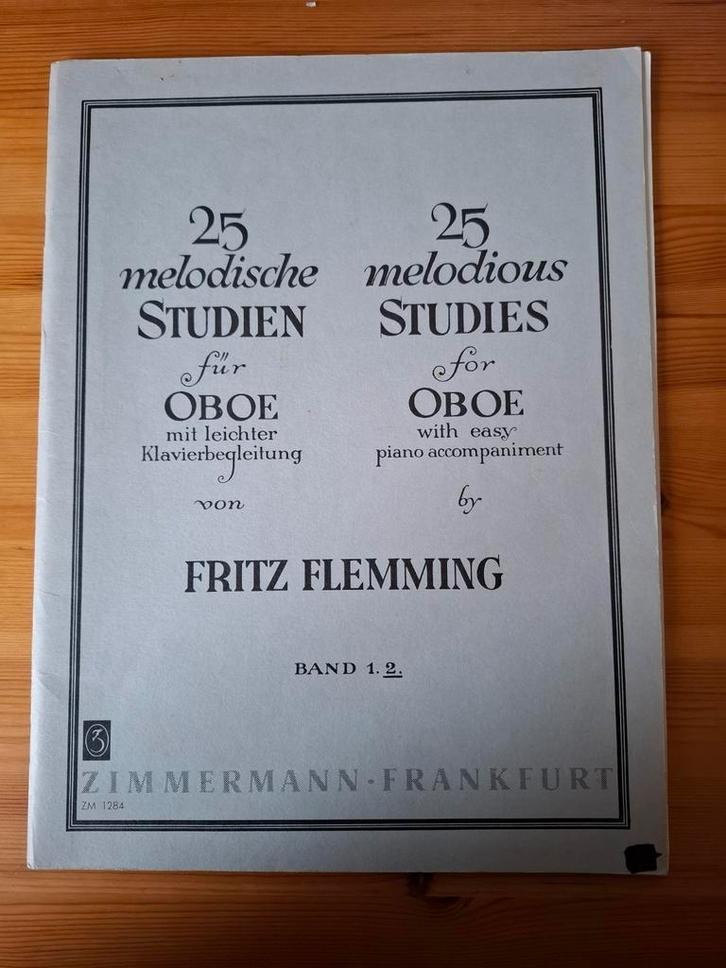 25
melodische
STUDIEN
für
OBOE
mit leichter
Klavierbegleitung
von
25
melodious
STUDIES
for
OBOE
with easy
piano accompaniment
by
FRITZ FLEMMING
BAND 1. 2.
Z
ZIMMERMANN · FRANKFURT
ZM 1284